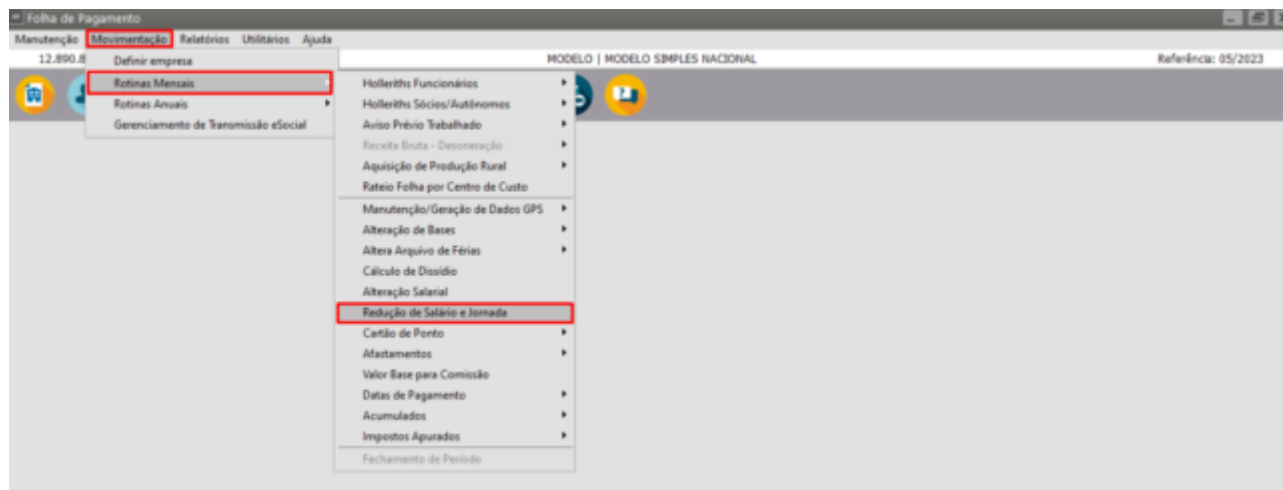 Folha de Pagamento
Manutenção Movimentação Relatórios Utilitários Ajuda
12.890.8 MODELO | MODELO SIMPLES NACIONAL Referência: 05/2023
Definir empresa
Rotinas Mensais
Rotinas Anuais
Gerenciamento de Transmissão eSocial
Holleriths Funcionários
Holleriths Sócios/Autônomos
Aviso Prévio Trabalhado
Receita Bruta - Desoneração
Aquisição de Produção Rural
Rateio Folha por Centro de Custo
Manutenção/Geração de Dados GPS
Alteração de Bases
Altera Arquivo de Férias
Cálculo de Dissídio
Alteração Salarial
Redução de Salário e Jornada
Cartão de Ponto
Afastamentos
Valor Base para Comissão
Datas de Pagamento
Acumulados
Impostos Apurados
Fechamento de Período